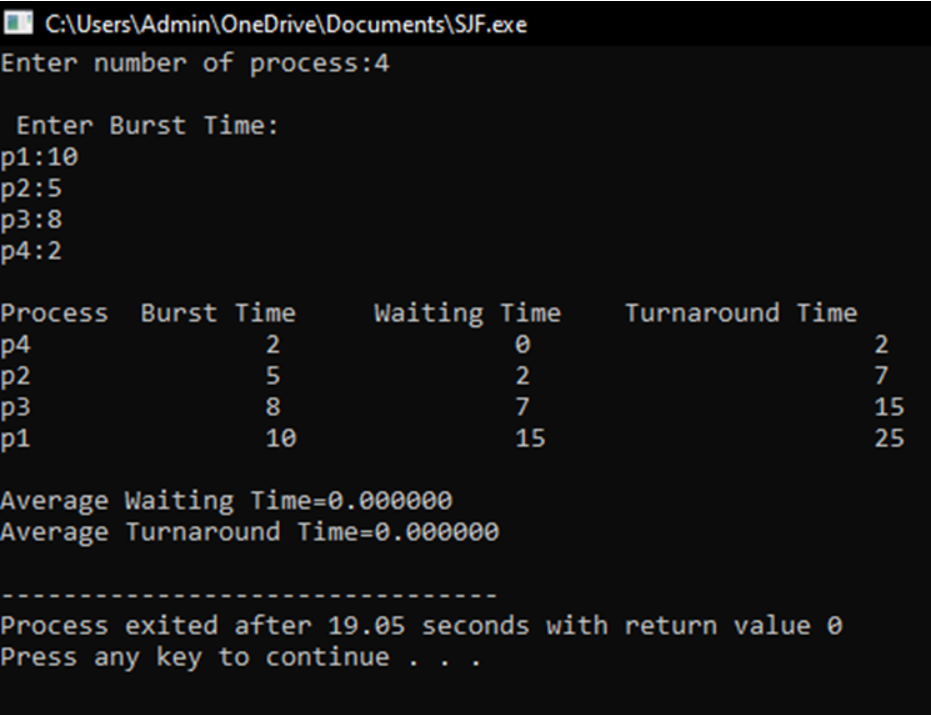 C:\Users\Admin\OneDrive\Documents\SJF.exe
Enter number of process:4
Enter Burst Time:
p1:10
p2:5
p3:8
p4:2
Process Burst Time Waiting Time Turnaround Time
p4 2 0 2
p2 5 2 7
p3 8 7 15
p1 10 15 25
Average Waiting Time=0.000000
Average Turnaround Time=0.000000
--------------------------------
Process exited after 19.05 seconds with return value 0
Press any key to continue . . .